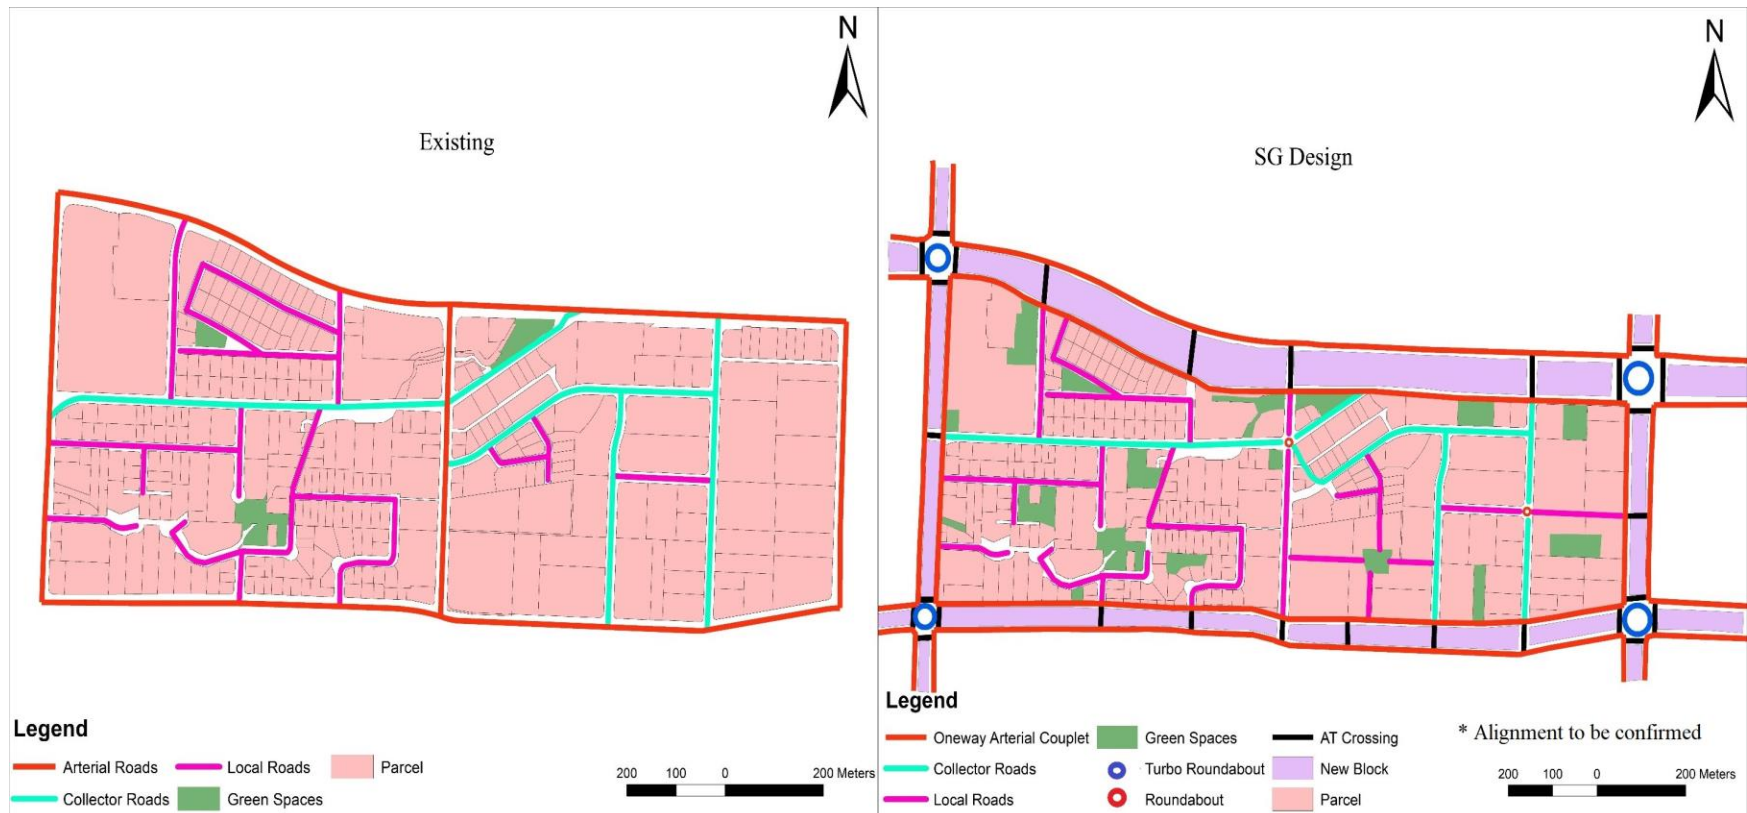 N
Existing
Legend
Arterial Roads
Local Roads
Parcel
Collector Roads
Green Spaces
200 100 0 200 Meters
N
SG Design
Legend
Oneway Arterial Couplet
Green Spaces
AT Crossing
* Alignment to be confirmed
Collector Roads
Turbo Roundabout
New Block
Local Roads
Roundabout
Parcel
200 100 0 200 Meters